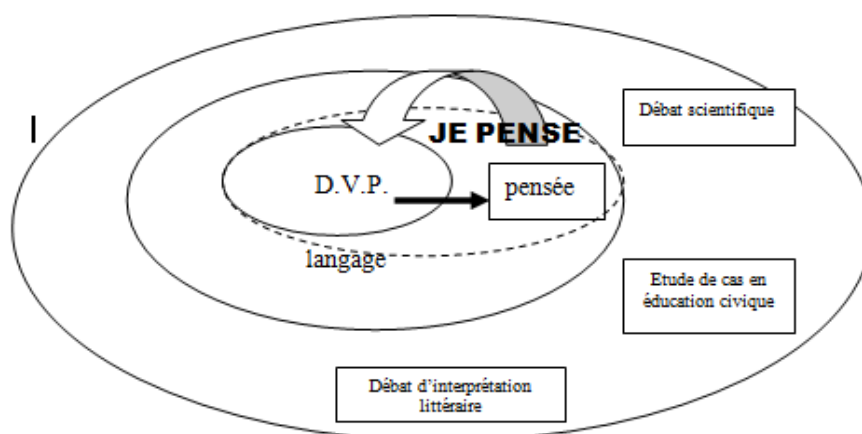 Débat scientifique
I
JE PENSE
D.V.P.
pensée
langage
Etude de cas en
éducation civique
Débat d'interprétation
littéraire